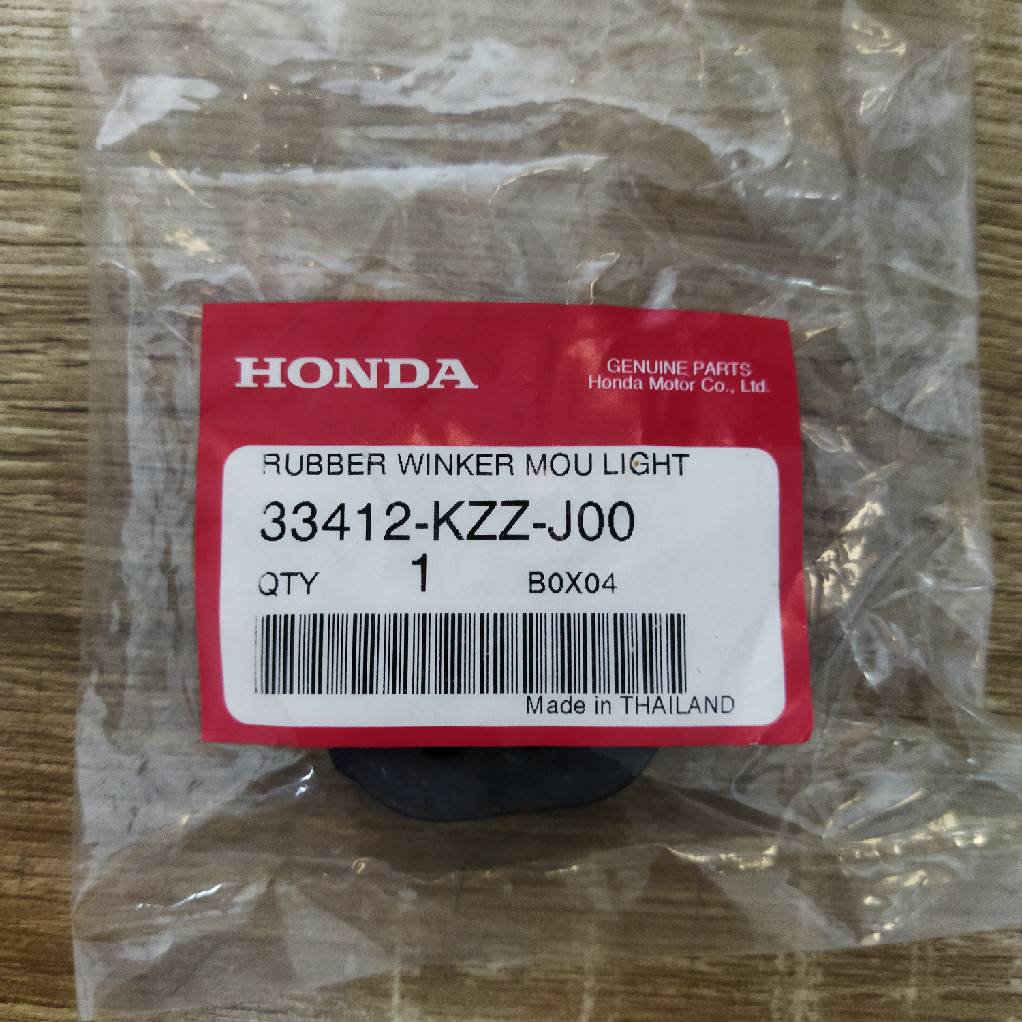 HONDA
GENUINE PARTS
Honda Motor Co., Ltd.
RUBBER WINKER MOU LIGHT
33412-KZZ-J00
QTY 1 B0X04
Made in THAILAND